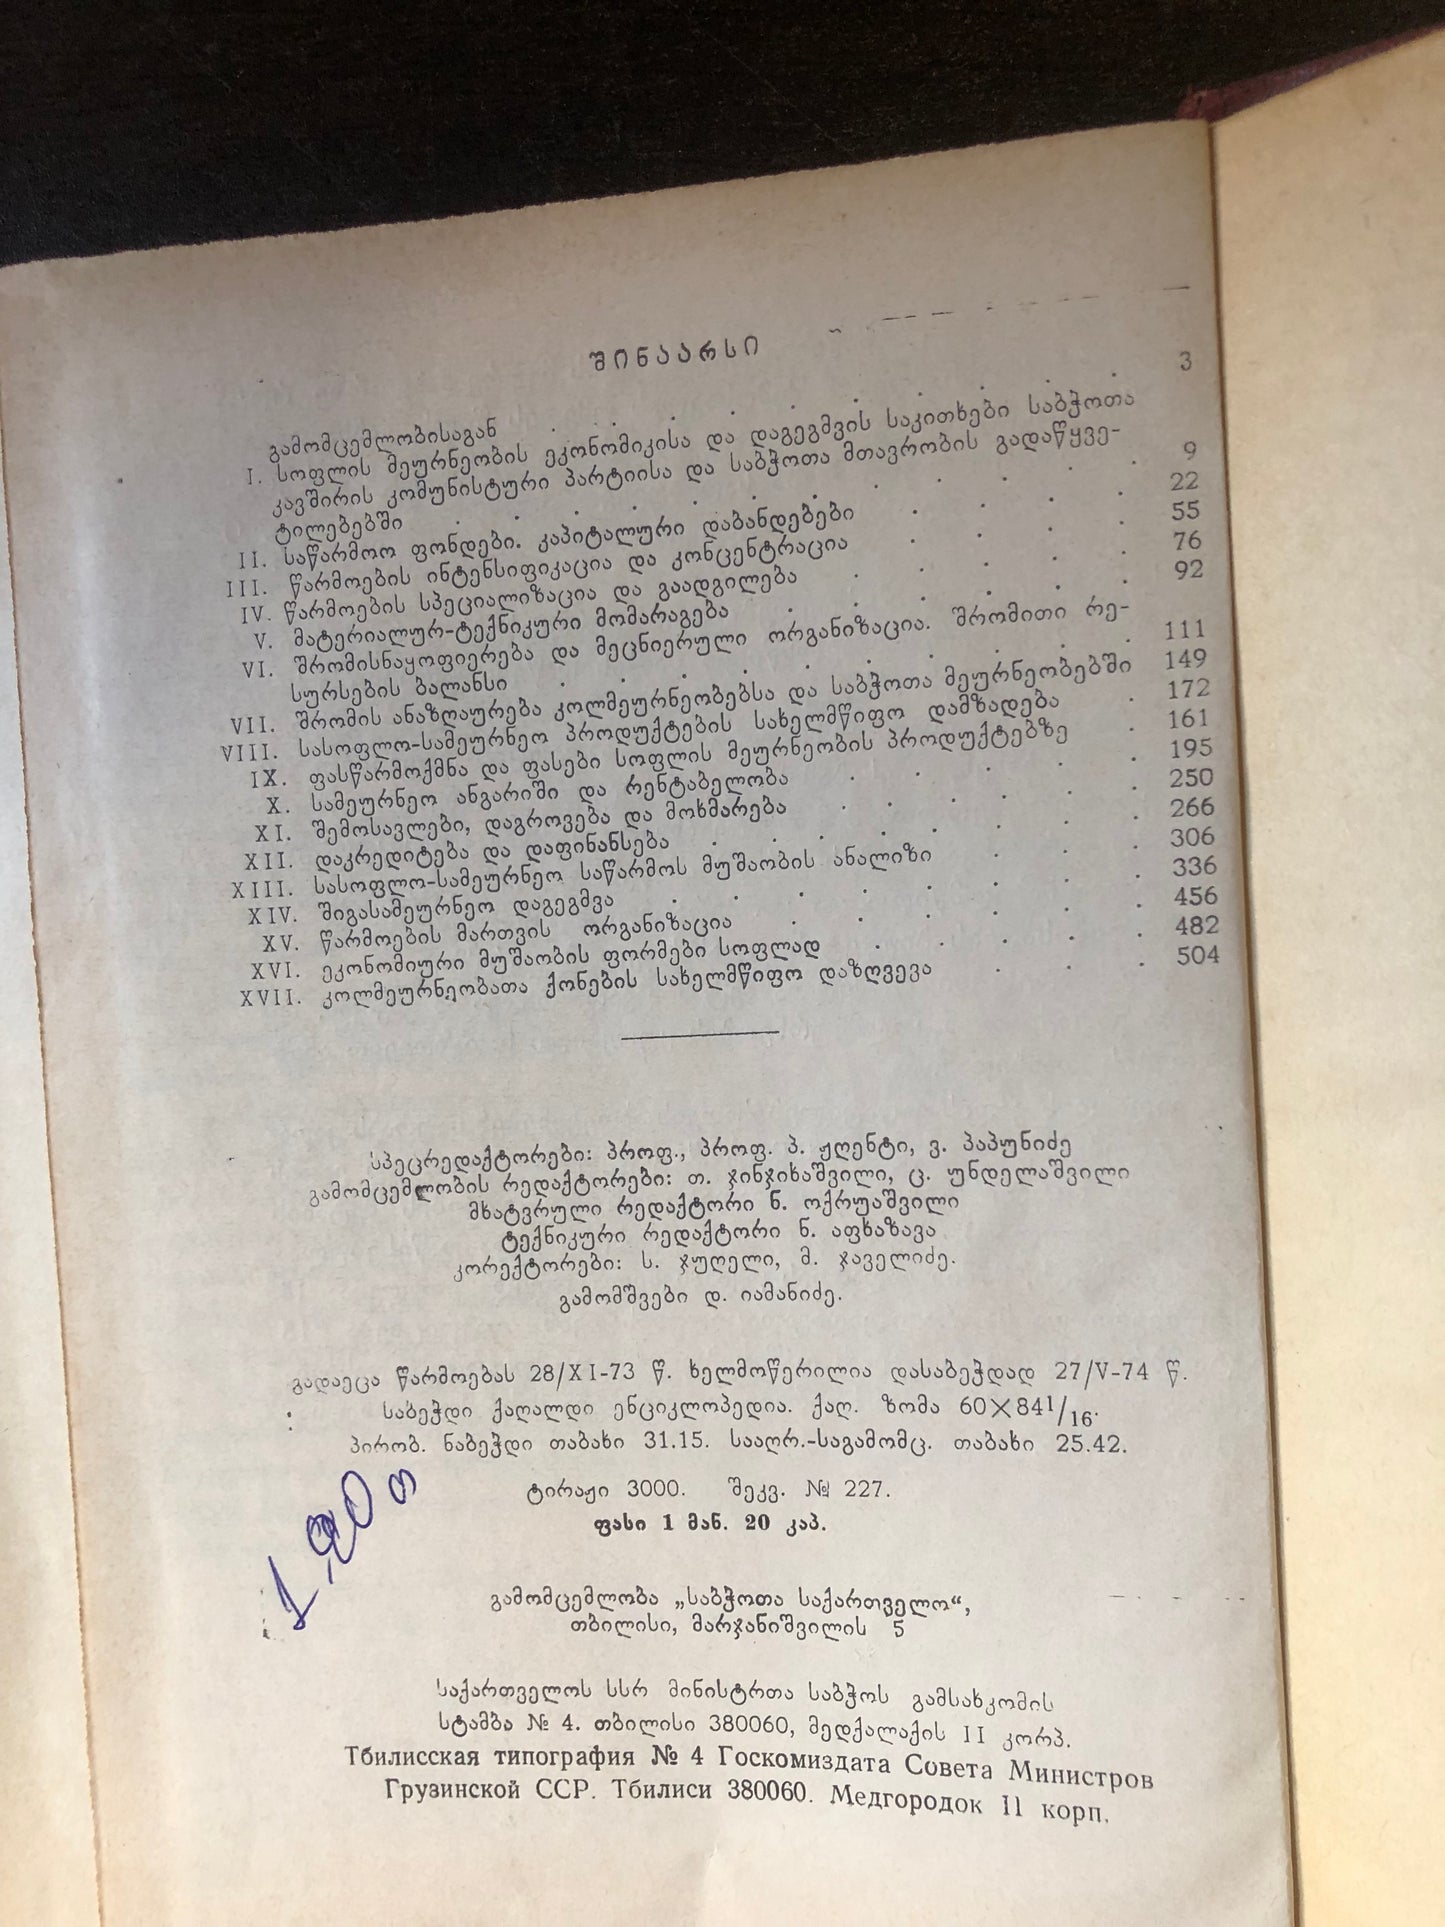 შინაარსი
გამომცემლობისაგან . . . . . . . . . 3
I. სოფლის მეურნეობის ეკონომიკისა და დაგეგმვის საკითხები საბჭოთა
კავშირის კომუნისტური პარტიისა და საბჭოთა მთავრობის გადაწყვე-
ტილებებში . . . . . . . . . . . 9
II. საწარმოო ფონდები. კაპიტალური დაბანდებები . . . . 22
III. წარმოების ინტენსიფიკაცია და კონცენტრაცია . . . . 55
IV. წარმოების სპეციალიზაცია და გაადგილება . . . . . 76
V. მატერიალურ-ტექნიკური მომარაგება . . . . . . 92
VI. შრომისნაყოფიერება და მეცნიერული ორგანიზაცია. შრომითი რე-
სურსების ბალანსი . . . . . . . . . 111
VII. შრომის ანაზღაურება კოლმეურნეობებსა და საბჭოთა მეურნეობებში 149
VIII. სასოფლო-სამეურნეო პროდუქტების სახელმწიფო დამზადება . 172
IX. ფასწარმოქმნა და ფასები სოფლის მეურნეობის პროდუქტებზე . 161
X. სამეურნეო ანგარიში და რენტაბელობა . . . . . 195
XI. შემოსავლები, დაგროვება და მოხმარება . . . . . 250
XII. დაკრედიტება და დაფინანსება . . . . . . . 266
XIII. სასოფლო-სამეურნეო საწარმოს მუშაობის ანალიზი . . . 306
XIV. შიგასამეურნეო დაგეგმვა . . . . . . . . 336
XV. წარმოების მართვის ორგანიზაცია . . . . . . 456
XVI. ეკონომიური მუშაობის ფორმები სოფლად . . . . . 482
XVII. კოლმეურნეობათა ქონების სახელმწიფო დაზღვევა . . . 504
სპეცრედაქტორები: პროფ., პროფ. პ. ჟღენტი, ვ. პაპუნიძე
გამომცემლობის რედაქტორები: თ. ჯინჯიხაშვილი, ც. უნდელაშვილი
მხატვრული რედაქტორი ნ. ოქრუაშვილი
ტექნიკური რედაქტორი ნ. აფხაზავა
კორექტორები: ს. ჯუღელი, მ. ჯაველიძე.
გამომშვები დ. იამანიძე.
გადაეცა წარმოებას 28/XI-73 წ. ხელმოწერილია დასაბეჭდად 27/V-74 წ.
საბეჭდი ქაღალდი ენციკლოპედია. ქაღ. ზომა 60×84¹/₁₆.
პირობ. ნაბეჭდი თაბახი 31.15. სააღრ.-საგამომც. თაბახი 25.42.
ტირაჟი 3000. შეკვ. № 227.
ფასი 1 მან. 20 კაპ.
გამომცემლობა „საბჭოთა საქართველო“,
თბილისი, მარჯანიშვილის 5
საქართველოს სსრ მინისტრთა საბჭოს გამსახკომის
სტამბა № 4. თბილისი 380060, მედქალაქის II კორპ.
Тбилисская типография № 4 Госкомиздата Совета Министров
Грузинской ССР. Тбилиси 380060. Медгородок II корп.